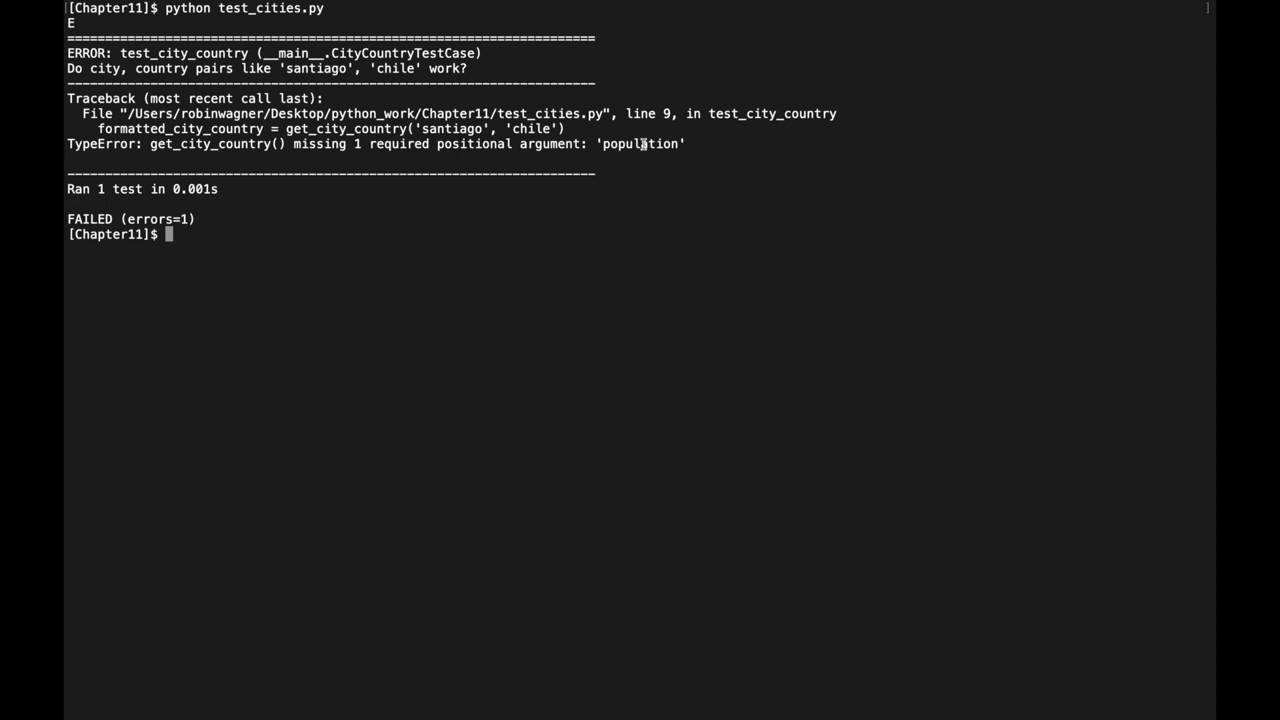 [[Chapter11]$ python test_cities.py ]
E
======================================================================
ERROR: test_city_country (__main__.CityCountryTestCase)
Do city, country pairs like 'santiago', 'chile' work?
----------------------------------------------------------------------
Traceback (most recent call last):
  File "/Users/robinwagner/Desktop/python_work/Chapter11/test_cities.py", line 9, in test_city_country
    formatted_city_country = get_city_country('santiago', 'chile')
TypeError: get_city_country() missing 1 required positional argument: 'population'
----------------------------------------------------------------------
Ran 1 test in 0.001s
FAILED (errors=1)
[Chapter11]$